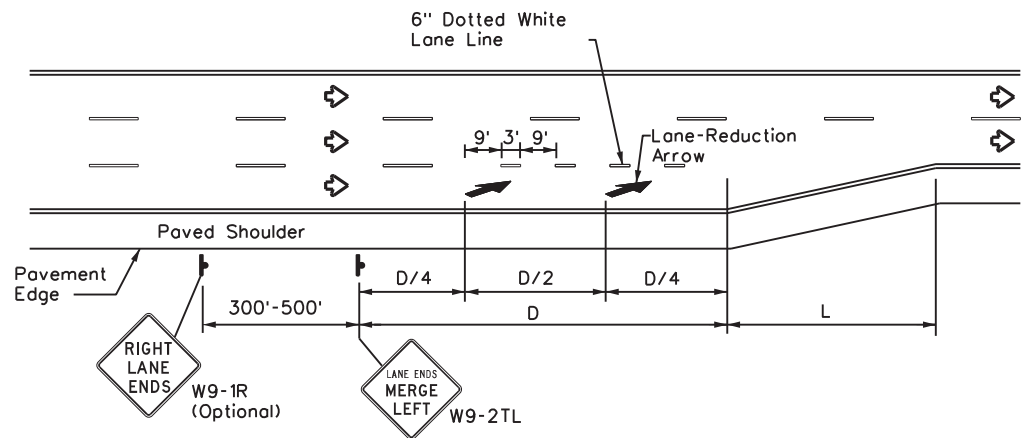 6" Dotted White
Lane Line
9' 3' 9'
Lane-Reduction
Arrow
Paved Shoulder
Pavement
Edge
D/4 D/2 D/4
300'-500' D L
RIGHT
LANE
ENDS
W9-1R
(Optional)
LANE ENDS
MERGE
LEFT
W9-2TL